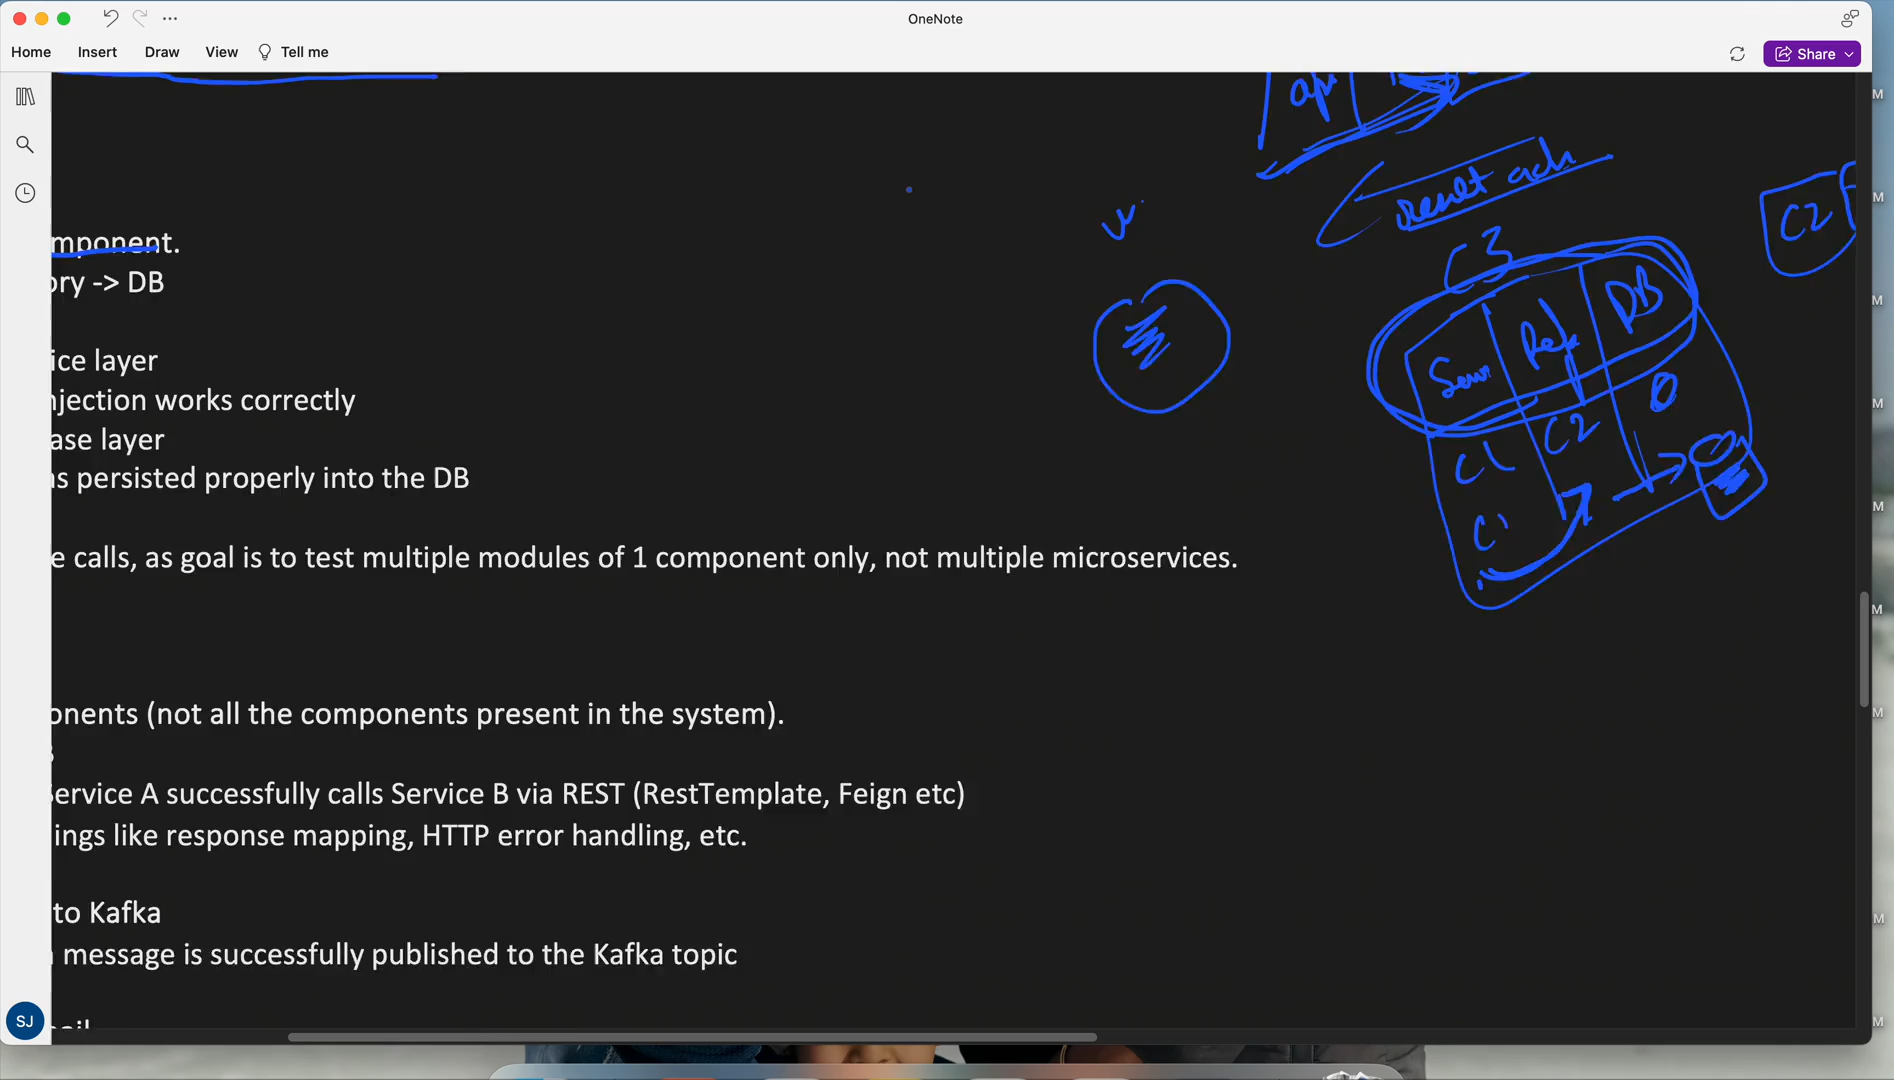 OneNote
Home Insert Draw View Tell me
Share
result
C3
C2
mponent.
ory -> DB
DB
ice layer
njection works correctly
ase layer
C2
C1
ns persisted properly into the DB
C1
e calls, as goal is to test multiple modules of 1 component only, not multiple microservices.
onents (not all the components present in the system).
Service A successfully calls Service B via REST (RestTemplate, Feign etc)
ings like response mapping, HTTP error handling, etc.
to Kafka
message is successfully published to the Kafka topic
SJ
M
M
M
M
M
M
M
M
M
M